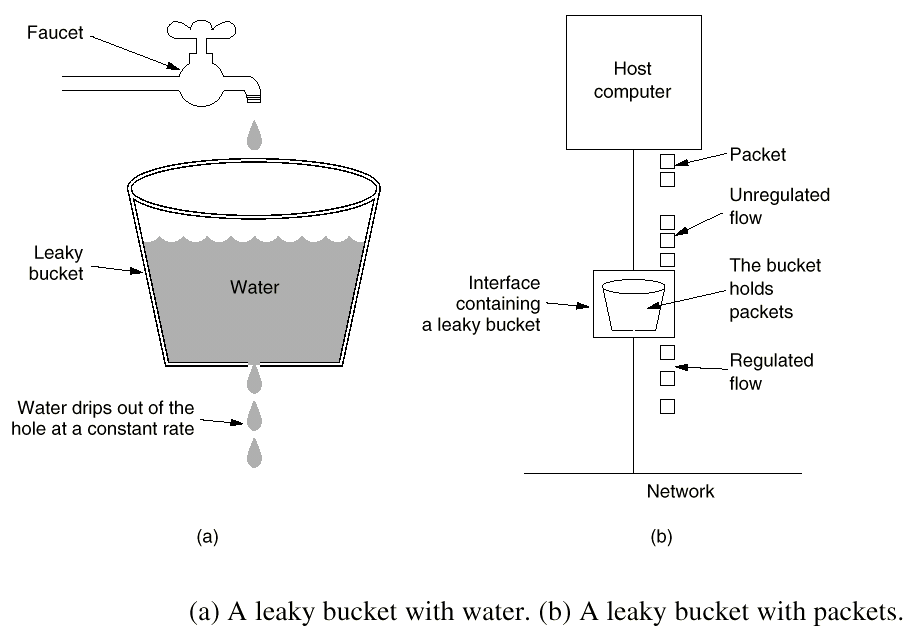 Faucet
Leaky
bucket
Water
Water drips out of the
hole at a constant rate
(a)
Host
computer
Packet
Unregulated
flow
The bucket
holds
packets
Interface
containing
a leaky bucket
Regulated
flow
Network
(b)
(a) A leaky bucket with water. (b) A leaky bucket with packets.